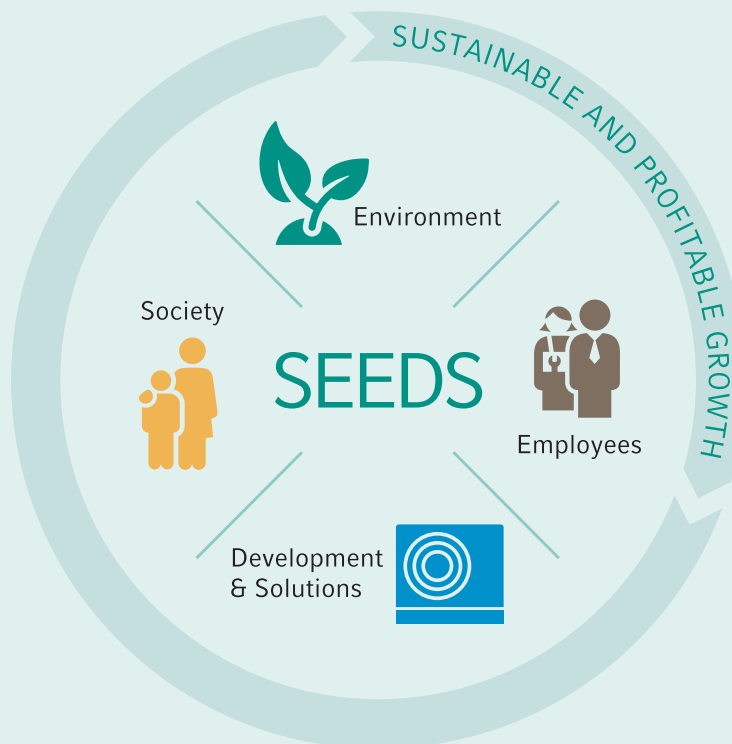 SUSTAINABLE AND PROFITABLE GROWTH
Environment
Society
SEEDS
Employees
Development
& Solutions